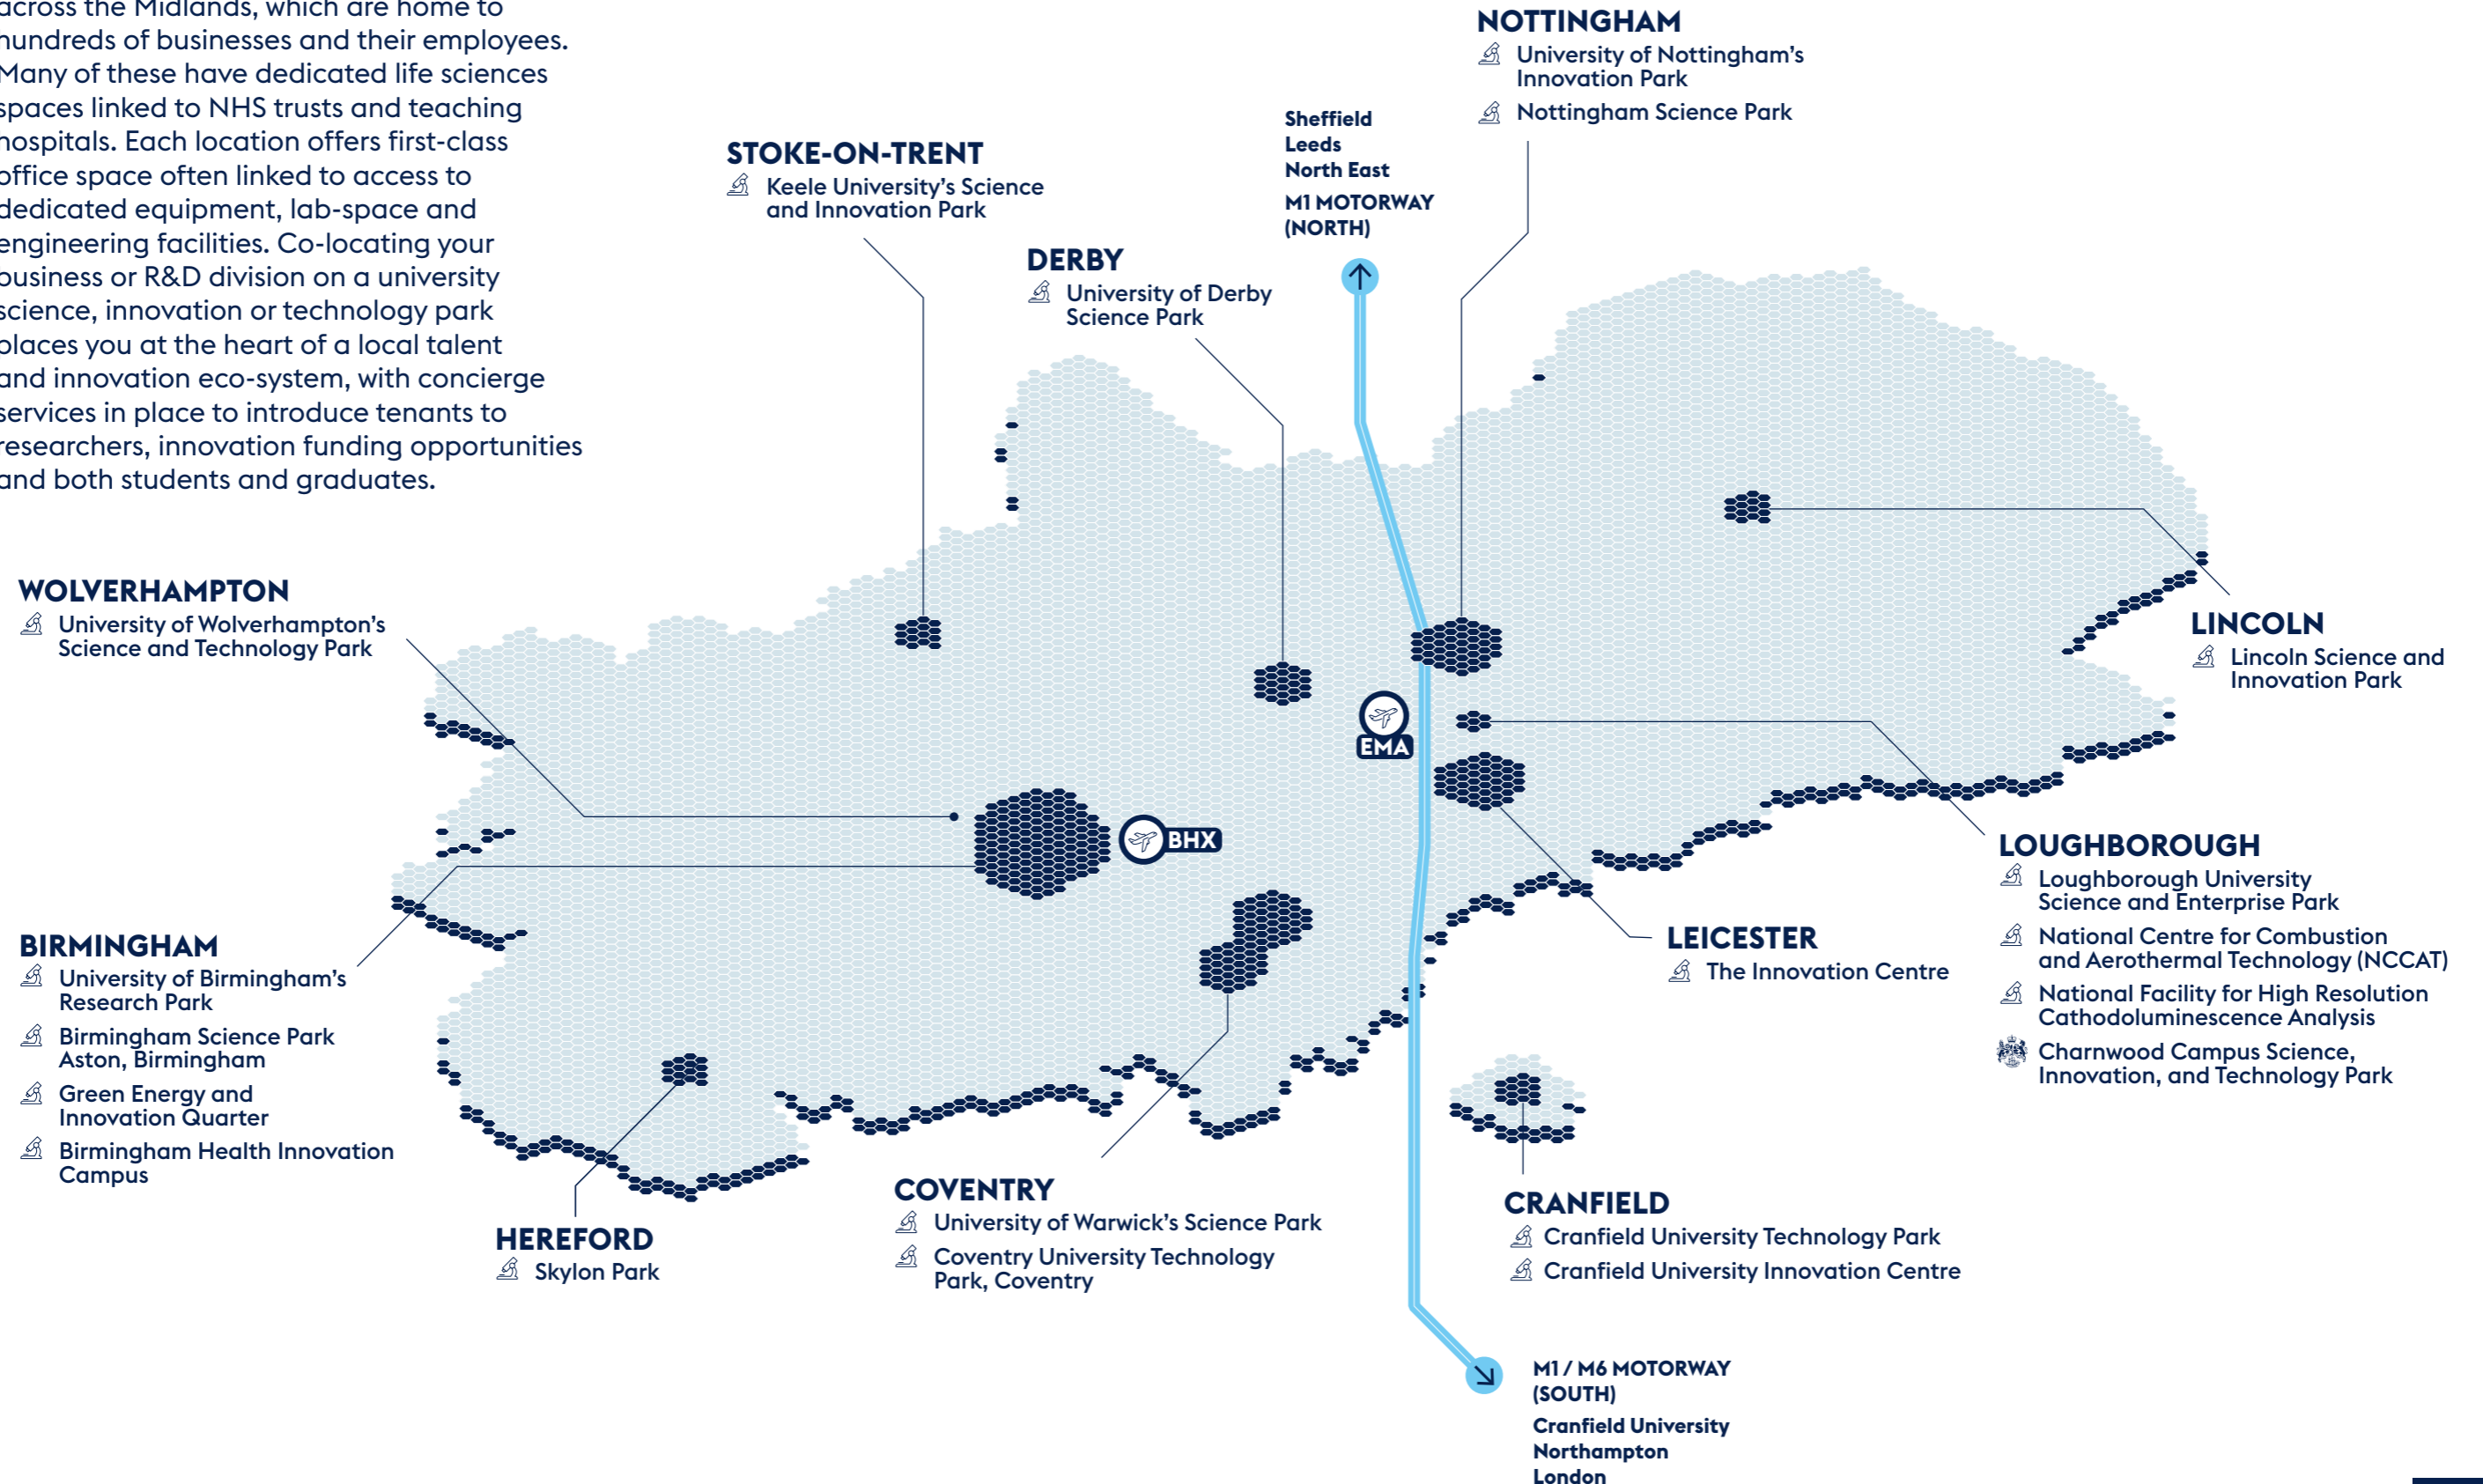 across the Midlands, which are home to
hundreds of businesses and their employees.
Many of these have dedicated life sciences
spaces linked to NHS trusts and teaching
hospitals. Each location offers first-class
office space often linked to access to
dedicated equipment, lab-space and
engineering facilities. Co-locating your
business or R&D division on a university
science, innovation or technology park
places you at the heart of a local talent
and innovation eco-system, with concierge
services in place to introduce tenants to
researchers, innovation funding opportunities
and both students and graduates.
NOTTINGHAM
University of Nottingham’s
Innovation Park
Nottingham Science Park
Sheffield
Leeds
North East
M1 MOTORWAY
(NORTH)
STOKE-ON-TRENT
Keele University’s Science
and Innovation Park
DERBY
University of Derby
Science Park
WOLVERHAMPTON
University of Wolverhampton’s
Science and Technology Park
LINCOLN
Lincoln Science and
Innovation Park
EMA
BHX
BIRMINGHAM
University of Birmingham’s
Research Park
Birmingham Science Park
Aston, Birmingham
Green Energy and
Innovation Quarter
Birmingham Health Innovation
Campus
LEICESTER
The Innovation Centre
LOUGHBOROUGH
Loughborough University
Science and Enterprise Park
National Centre for Combustion
and Aerothermal Technology (NCCAT)
National Facility for High Resolution
Cathodoluminescence Analysis
Charnwood Campus Science,
Innovation, and Technology Park
HEREFORD
Skylon Park
COVENTRY
University of Warwick’s Science Park
Coventry University Technology
Park, Coventry
CRANFIELD
Cranfield University Technology Park
Cranfield University Innovation Centre
M1 / M6 MOTORWAY
(SOUTH)
Cranfield University
Northampton
London